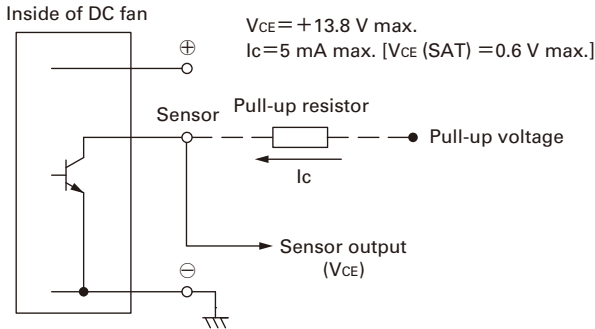 Inside of DC fan
VCE=+13.8 V max.
Ic=5 mA max. [VCE (SAT) =0.6 V max.]
⊕
Sensor
Pull-up resistor
Pull-up voltage
Ic
Sensor output
(VCE)
⊖